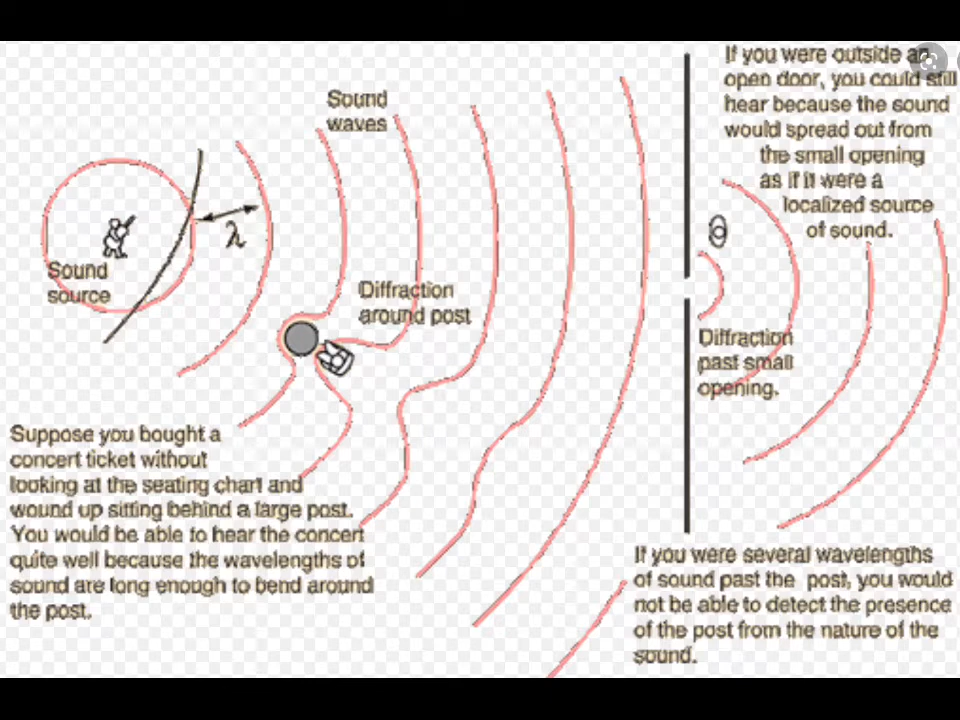 If you were outside an
open door, you could still
hear because the sound
would spread out from
the small opening
as if it were a
localized source
of sound.
Sound
waves
λ
Sound
source
Diffraction
around post
Diffraction
past small
opening.
Suppose you bought a
concert ticket without
looking at the seating chart and
wound up sitting behind a large post.
You would be able to hear the concert
quite well because the wavelengths of
sound are long enough to bend around
the post.
If you were several wavelengths
of sound past the post, you would
not be able to detect the presence
of the post from the nature of the
sound.